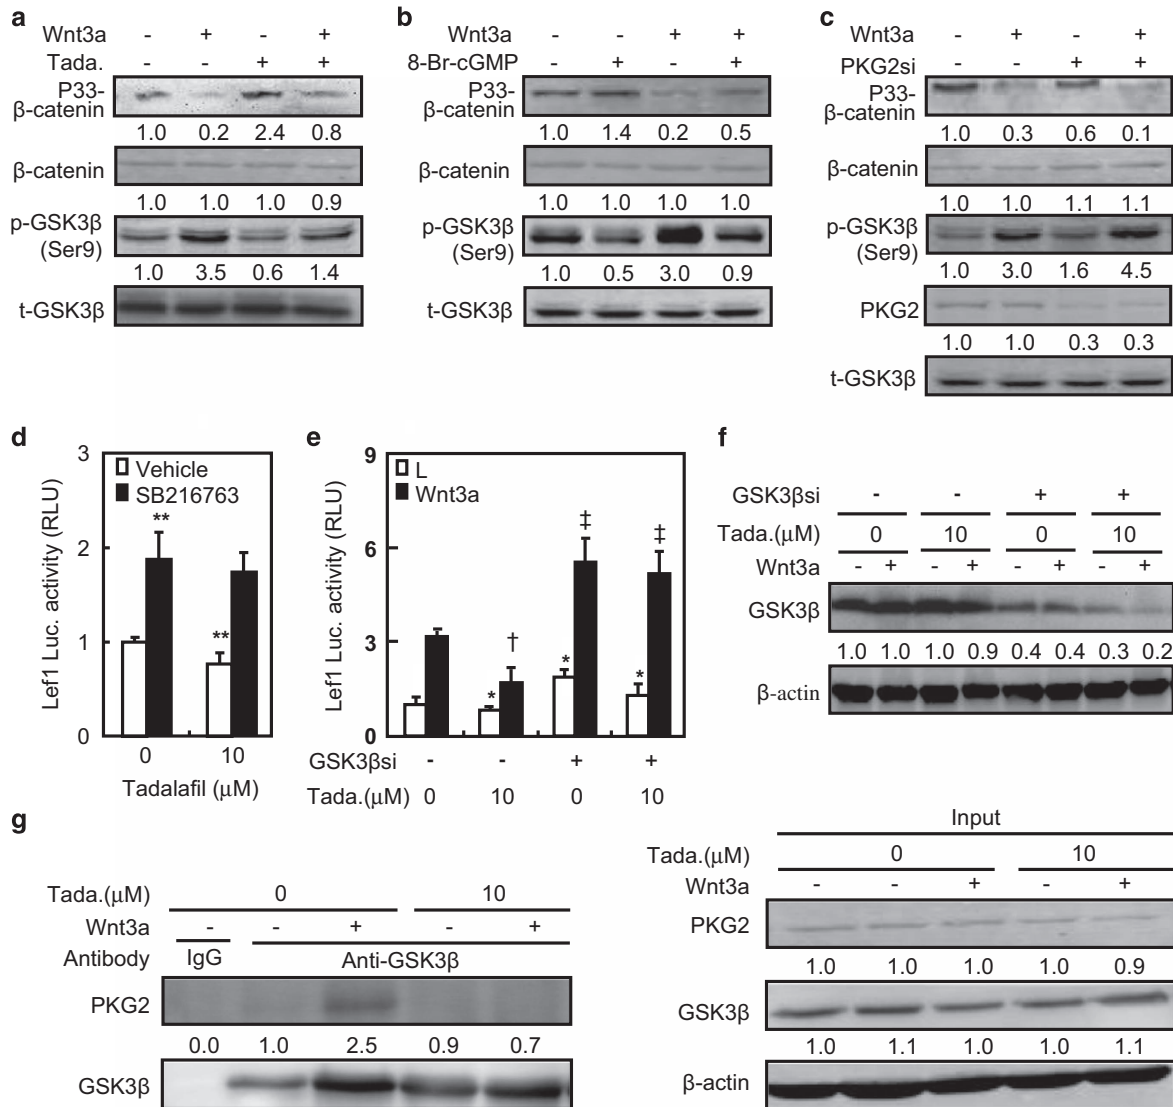 a
Wnt3a - + - +
Tada. - - + +
P33-
β-catenin
1.0 0.2 2.4 0.8
β-catenin
1.0 1.0 1.0 0.9
p-GSK3β
(Ser9)
1.0 3.5 0.6 1.4
t-GSK3β
b
Wnt3a - - + +
8-Br-cGMP - + - +
P33-
β-catenin
1.0 1.4 0.2 0.5
β-catenin
1.0 1.0 1.0 1.0
p-GSK3β
(Ser9)
1.0 0.5 3.0 0.9
t-GSK3β
c
Wnt3a - + - +
PKG2si - - + +
P33-
β-catenin
1.0 0.3 0.6 0.1
β-catenin
1.0 1.0 1.1 1.1
p-GSK3β
(Ser9)
1.0 3.0 1.6 4.5
PKG2
1.0 1.0 0.3 0.3
t-GSK3β
d
Lef1 Luc. activity (RLU)
3
2
1
0
Vehicle
SB216763
**
**
0 10
Tadalafil (μM)
e
Lef1 Luc. activity (RLU)
9
6
3
0
L
Wnt3a
* † * ‡ * ‡
GSK3βsi - - + +
Tada.(μM) 0 10 0 10
f
GSK3βsi - - + +
Tada.(μM) 0 10 0 10
Wnt3a - + - + - + - +
GSK3β
1.0 1.0 1.0 0.9 0.4 0.4 0.3 0.2
β-actin
g
Tada.(μM) 0 10
Wnt3a - - + - +
Antibody IgG Anti-GSK3β
PKG2
0.0 1.0 2.5 0.9 0.7
GSK3β
Input
Tada.(μM) 0 10
Wnt3a - - + - +
PKG2
1.0 1.0 1.0 1.0 0.9
GSK3β
1.0 1.1 1.0 1.0 1.1
β-actin